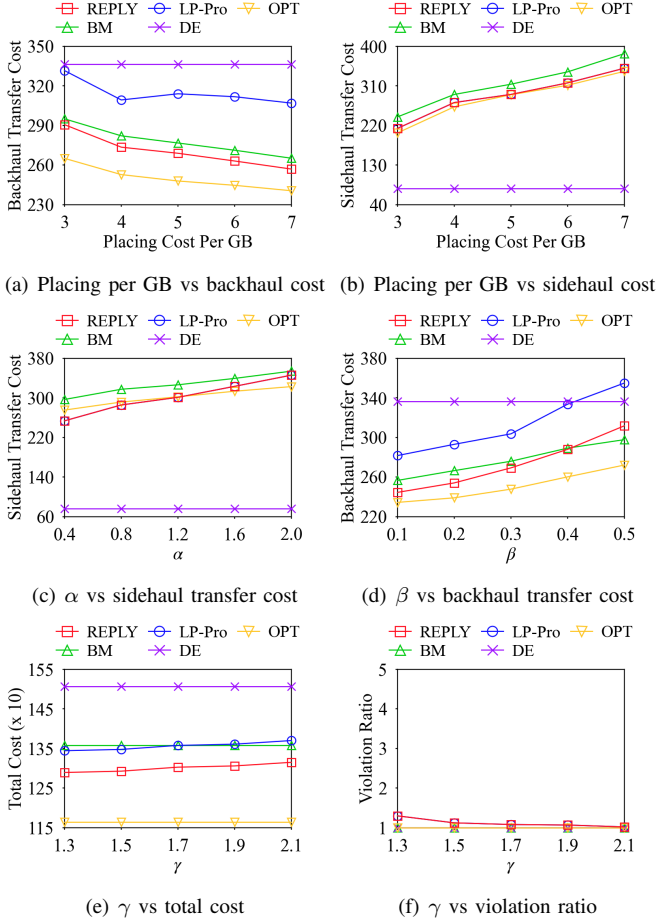 REPLY LP-Pro OPT
BM DE
Backhaul Transfer Cost
350
320
290
260
230
3 4 5 6 7
Placing Cost Per GB
(a) Placing per GB vs backhaul cost
REPLY LP-Pro OPT
BM DE
Sidehaul Transfer Cost
400
310
220
130
40
3 4 5 6 7
Placing Cost Per GB
(b) Placing per GB vs sidehaul cost
REPLY LP-Pro OPT
BM DE
Sidehaul Transfer Cost
380
300
220
140
60
0.4 0.8 1.2 1.6 2.0
α
(c) α vs sidehaul transfer cost
REPLY LP-Pro OPT
BM DE
Backhaul Transfer Cost
380
340
300
260
220
0.1 0.2 0.3 0.4 0.5
β
(d) β vs backhaul transfer cost
REPLY LP-Pro OPT
BM DE
Total Cost (x 10)
155
145
135
125
115
1.3 1.5 1.7 1.9 2.1
γ
(e) γ vs total cost
REPLY LP-Pro OPT
BM DE
Violation Ratio
5
4
3
2
1
1.3 1.5 1.7 1.9 2.1
γ
(f) γ vs violation ratio